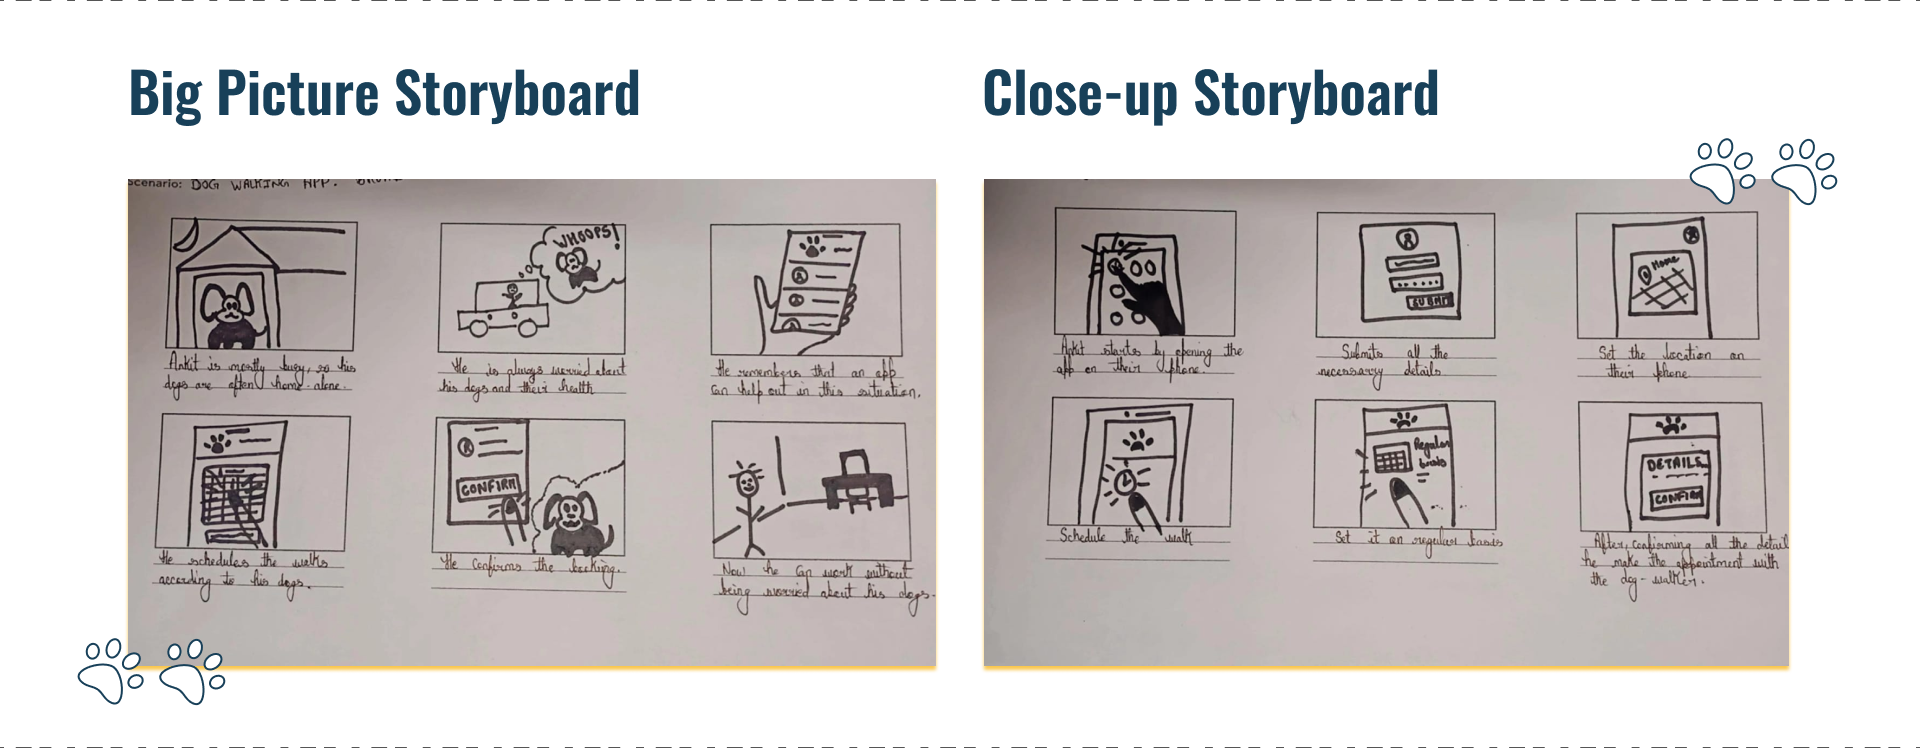 Big Picture Storyboard
scenario: DOG WALKING APP.
WHOOPS!
Ankit is mostly busy, so his
dogs are often home-alone.
He is always worried about
his dogs and their health
He remembers that an app
can help out in this situation.
He schedules the walks
according to his dogs.
CONFIRM
He Confirms the booking.
Now he Can work without
being worried about his dogs.
Close-up Storyboard
Ankit starts by opening the
app on their phone.
SUBMIT
Submits all the
necessary details.
Home
Set the location on
their phone
Schedule the walk
Regular
basis
Set it on regular basis
DETAILS
CONFIRM
After, confirming all the detail
he make the appointment with
the dog-walker.